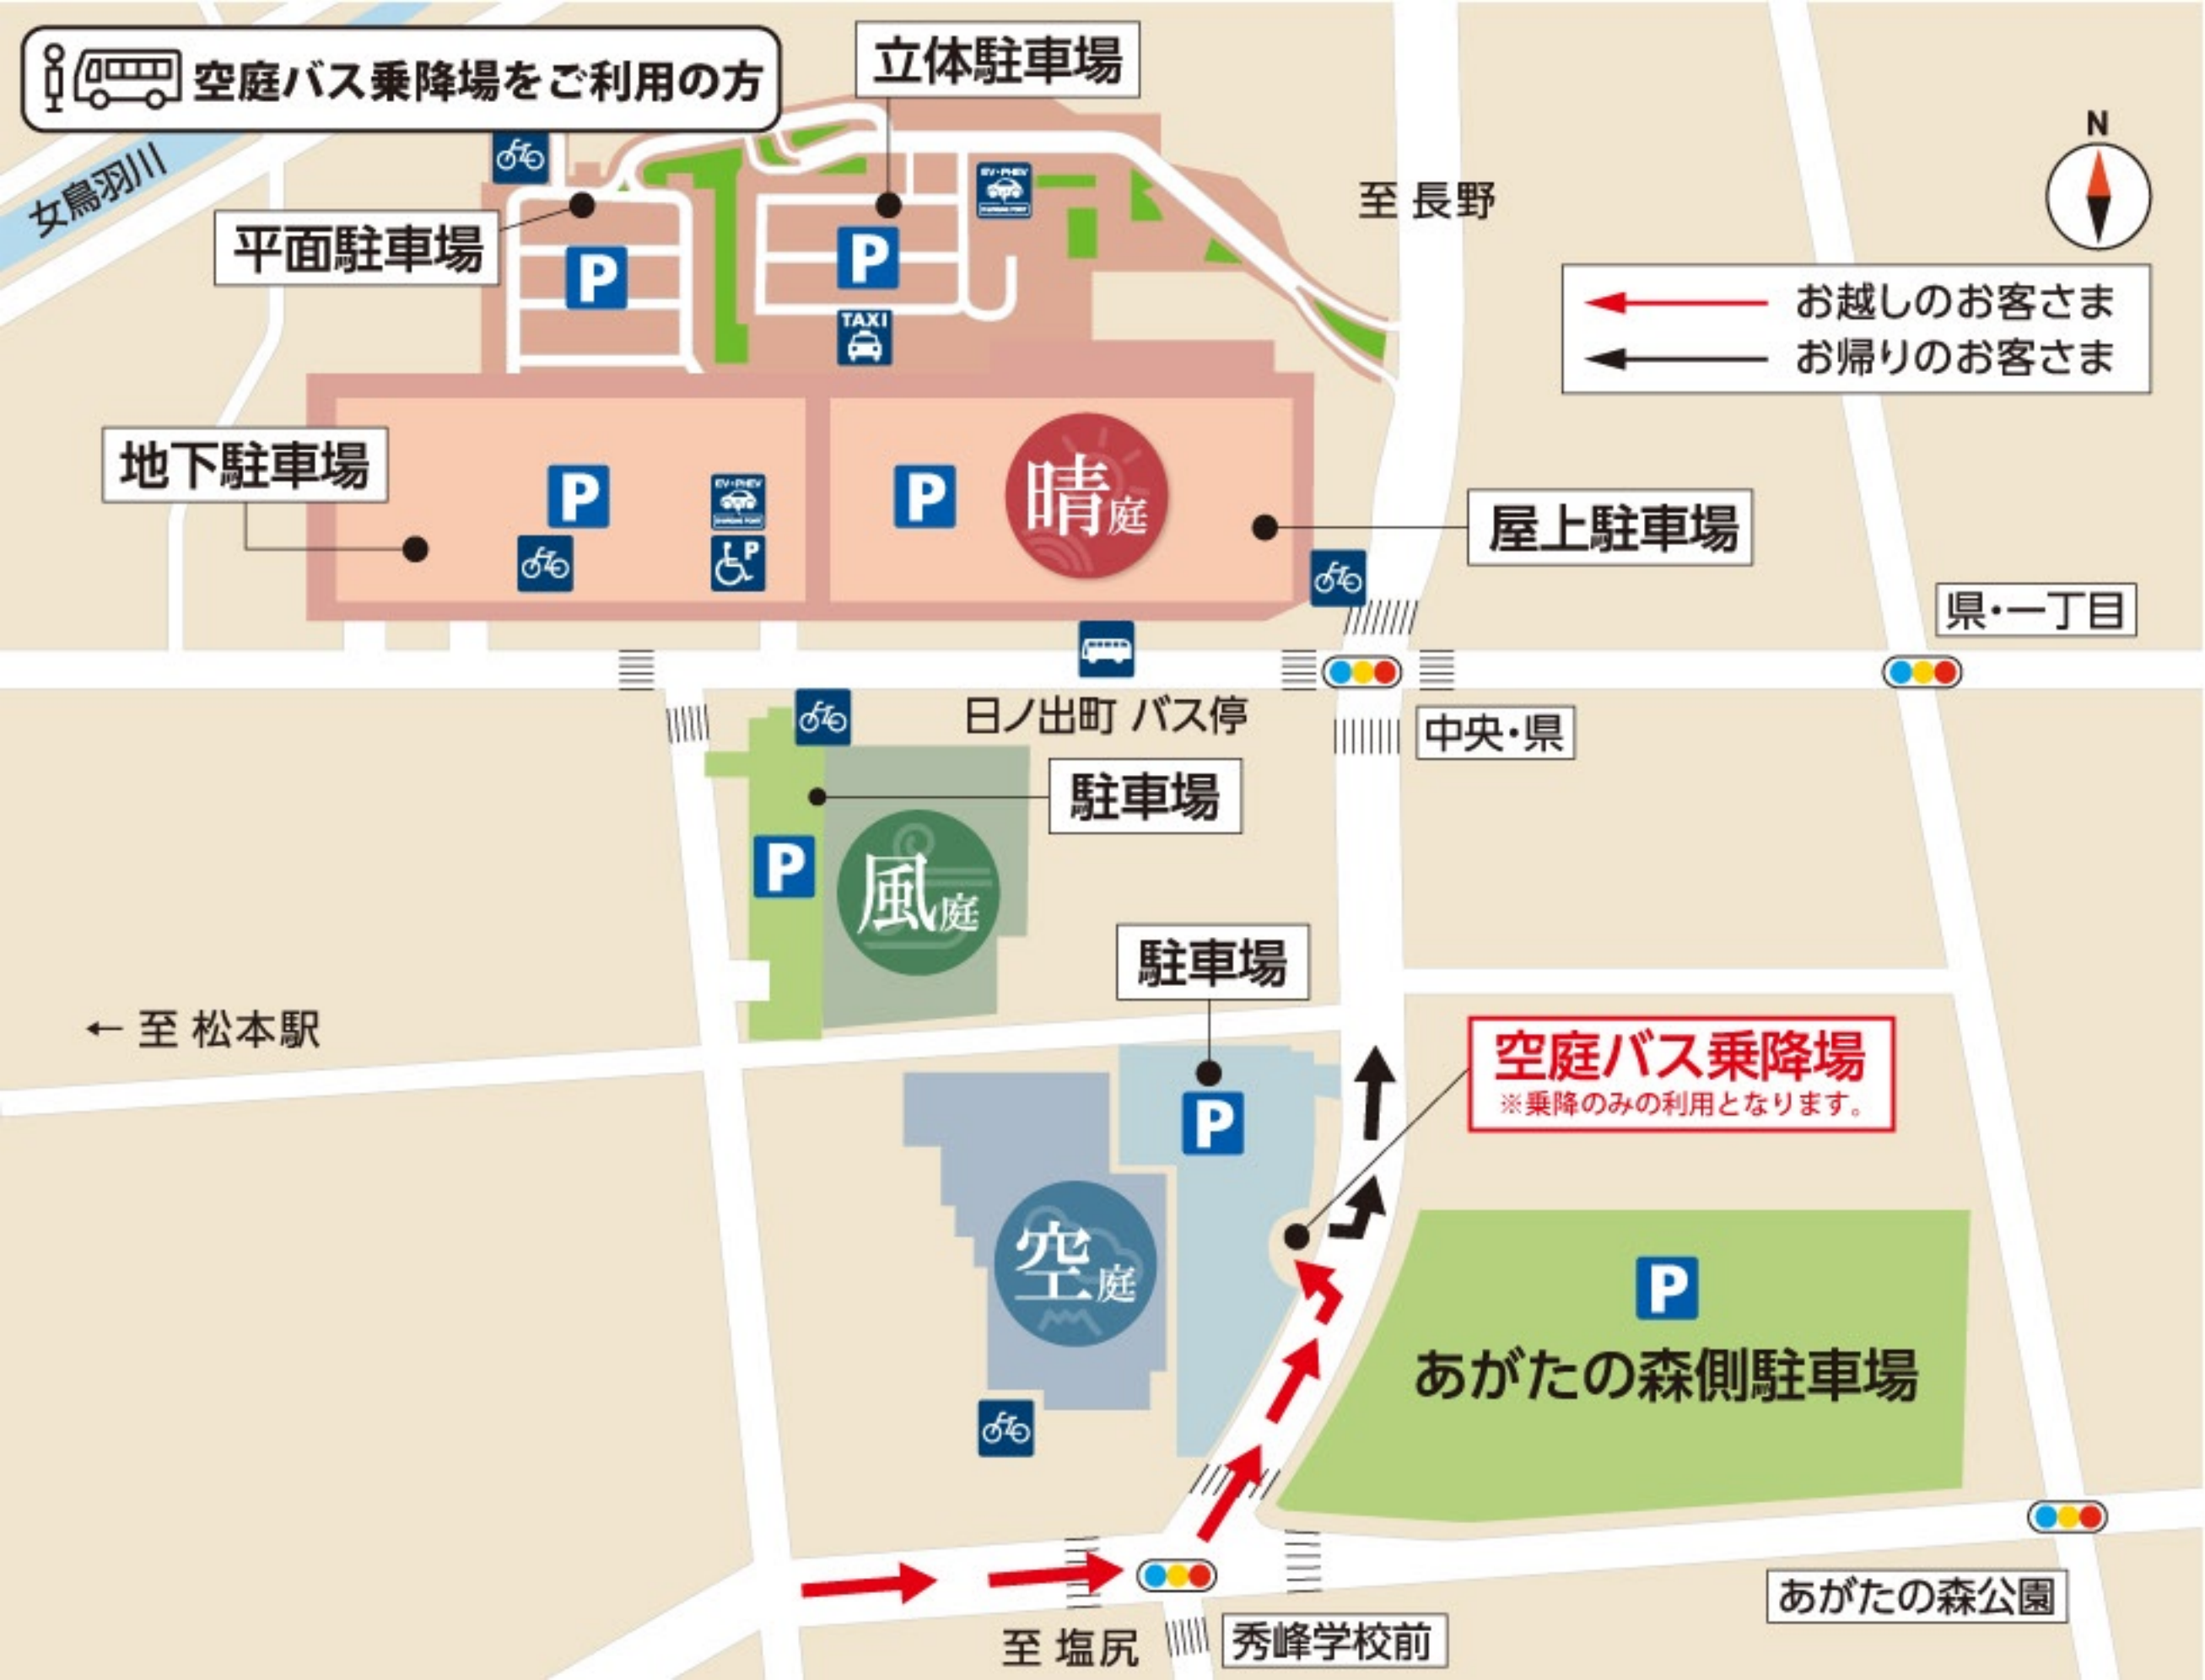 空庭バス乗降場をご利用の方
立体駐車場
N
女鳥羽川
平面駐車場
EV・PHEV
至 長野
P
P
TAXI
お越しのお客さま
お帰りのお客さま
地下駐車場
P
EV・PHEV
P
晴庭
屋上駐車場
P
県・一丁目
日ノ出町 バス停
中央・県
駐車場
P
風庭
駐車場
← 至 松本駅
空庭バス乗降場
※乗降のみの利用となります。
P
空庭
P
あがたの森側駐車場
あがたの森公園
至 塩尻
秀峰学校前